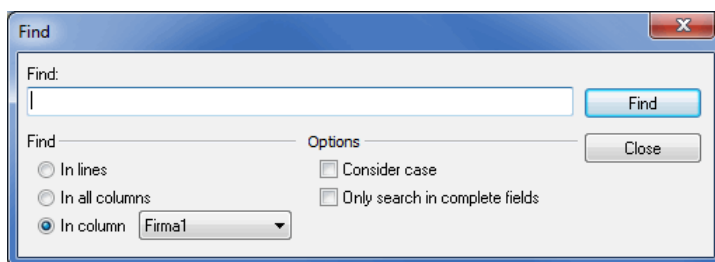 Find
Find:
Find
Find
Options
Close
In lines
Consider case
In all columns
Only search in complete fields
In column Firma1